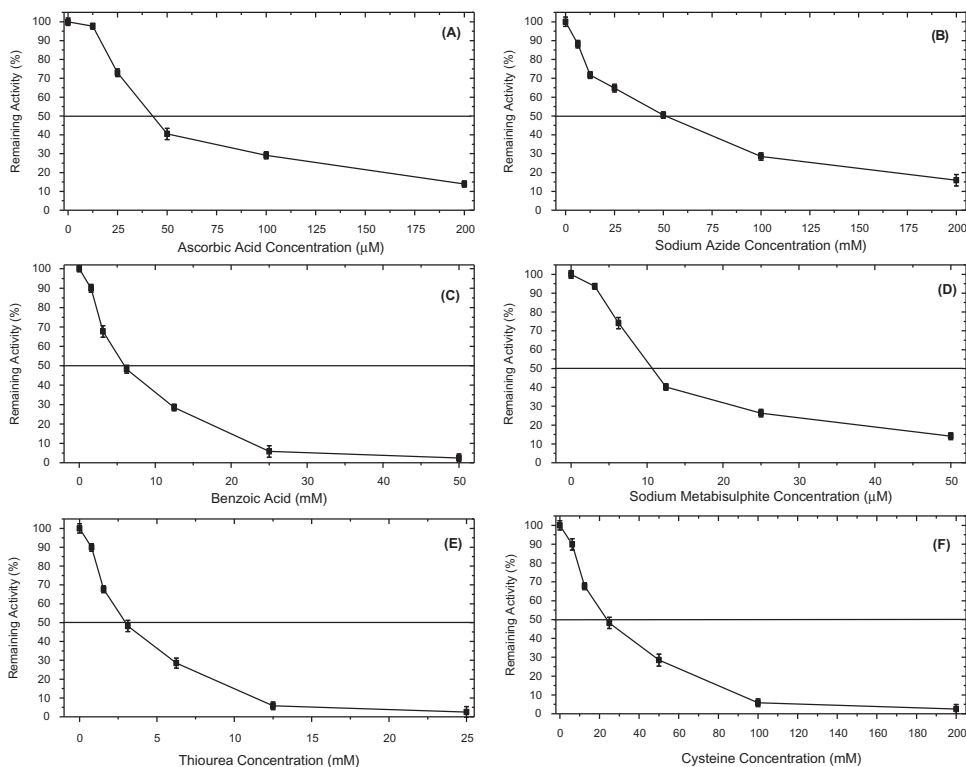 (A)
Remaining Activity (%)
100
90
80
70
60
50
40
30
20
10
0
0 25 50 75 100 125 150 175 200
Ascorbic Acid Concentration (μM)
(B)
Remaining Activity (%)
100
90
80
70
60
50
40
30
20
10
0
0 25 50 75 100 125 150 175 200
Sodium Azide Concentration (mM)
(C)
Remaining Activity (%)
100
90
80
70
60
50
40
30
20
10
0
0 10 20 30 40 50
Benzoic Acid (mM)
(D)
Remaining Activity (%)
100
90
80
70
60
50
40
30
20
10
0
0 10 20 30 40 50
Sodium Metabisulphite Concentration (μM)
(E)
Remaining Activity (%)
100
90
80
70
60
50
40
30
20
10
0
0 5 10 15 20 25
Thiourea Concentration (mM)
(F)
Remaining Activity (%)
100
90
80
70
60
50
40
30
20
10
0
0 20 40 60 80 100 120 140 160 180 200
Cysteine Concentration (mM)